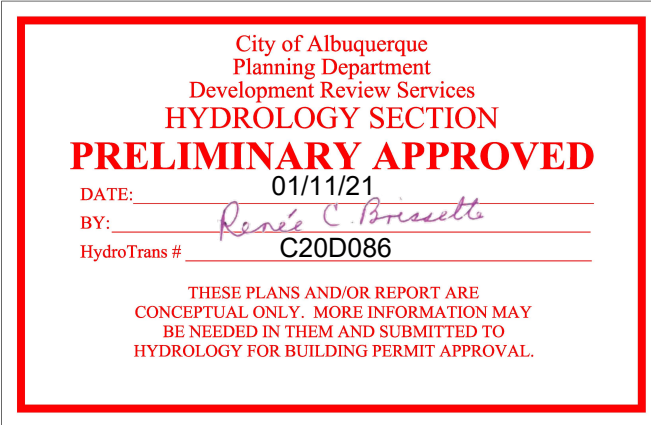 City of Albuquerque
Planning Department
Development Review Services
HYDROLOGY SECTION
PRELIMINARY APPROVED
DATE: 01/11/21
BY: Renée C. Brissette
HydroTrans # C20D086
THESE PLANS AND/OR REPORT ARE
CONCEPTUAL ONLY. MORE INFORMATION MAY
BE NEEDED IN THEM AND SUBMITTED TO
HYDROLOGY FOR BUILDING PERMIT APPROVAL.